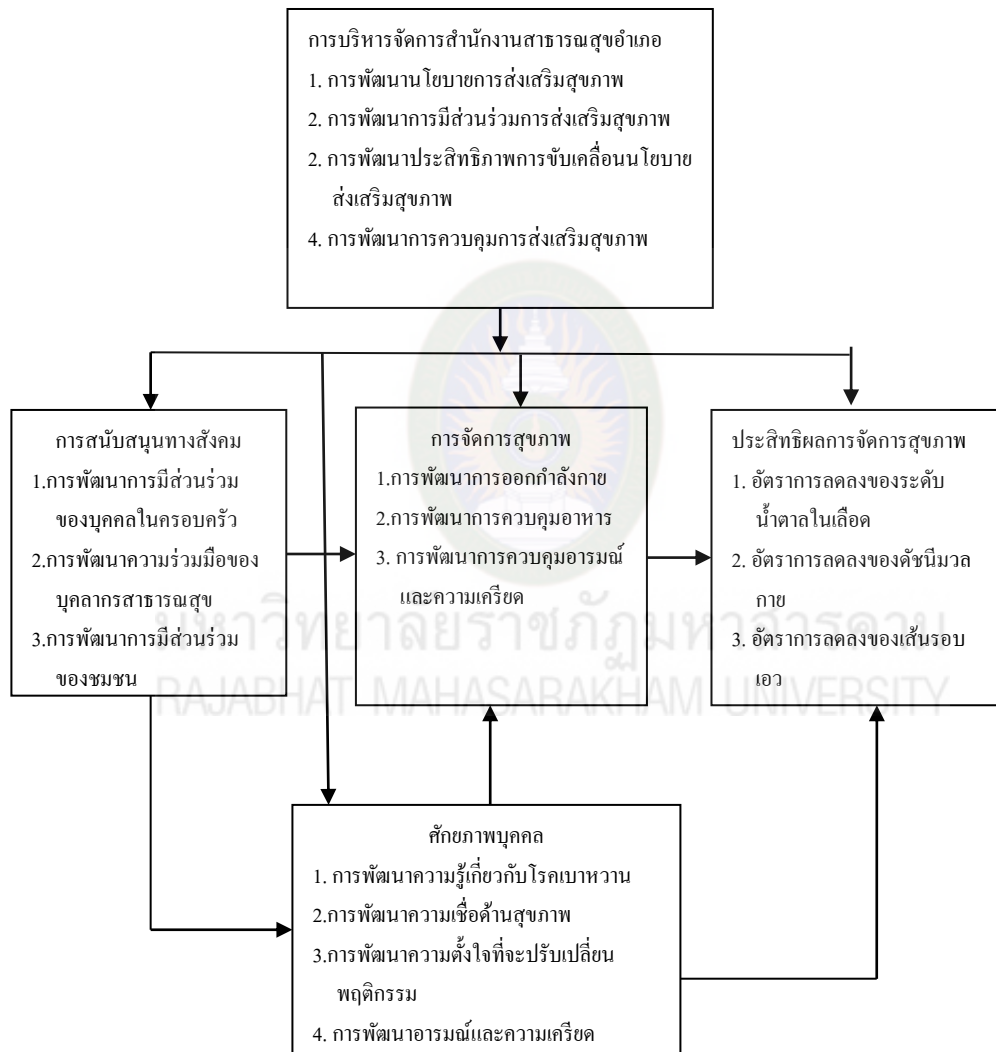 การบริหารจัดการสำนักงานสาธารณสุขอำเภอ
1. การพัฒนานโยบายการส่งเสริมสุขภาพ
2. การพัฒนาการมีส่วนร่วมการส่งเสริมสุขภาพ
2. การพัฒนาประสิทธิภาพการขับเคลื่อนนโยบาย
ส่งเสริมสุขภาพ
4. การพัฒนาการควบคุมการส่งเสริมสุขภาพ
การสนับสนุนทางสังคม
1.การพัฒนาการมีส่วนร่วม
ของบุคคลในครอบครัว
2.การพัฒนาความร่วมมือของ
บุคลากรสาธารณสุข
3.การพัฒนาการมีส่วนร่วม
ของชุมชน
การจัดการสุขภาพ
1.การพัฒนาการออกกำลังกาย
2.การพัฒนาการควบคุมอาหาร
3. การพัฒนาการควบคุมอารมณ์
และความเครียด
ประสิทธิผลการจัดการสุขภาพ
1. อัตราการลดลงของระดับ
น้ำตาลในเลือด
2. อัตราการลดลงของดัชนีมวล
กาย
3. อัตราการลดลงของเส้นรอบ
เอว
มหาวิทยาลัยราชภัฏมหาสารคาม
RAJABHAT MAHASARAKHAM UNIVERSITY
ศักยภาพบุคคล
1. การพัฒนาความรู้เกี่ยวกับโรคเบาหวาน
2.การพัฒนาความเชื่อด้านสุขภาพ
3.การพัฒนาความตั้งใจที่จะปรับเปลี่ยน
พฤติกรรม
4. การพัฒนาอารมณ์และความเครียด